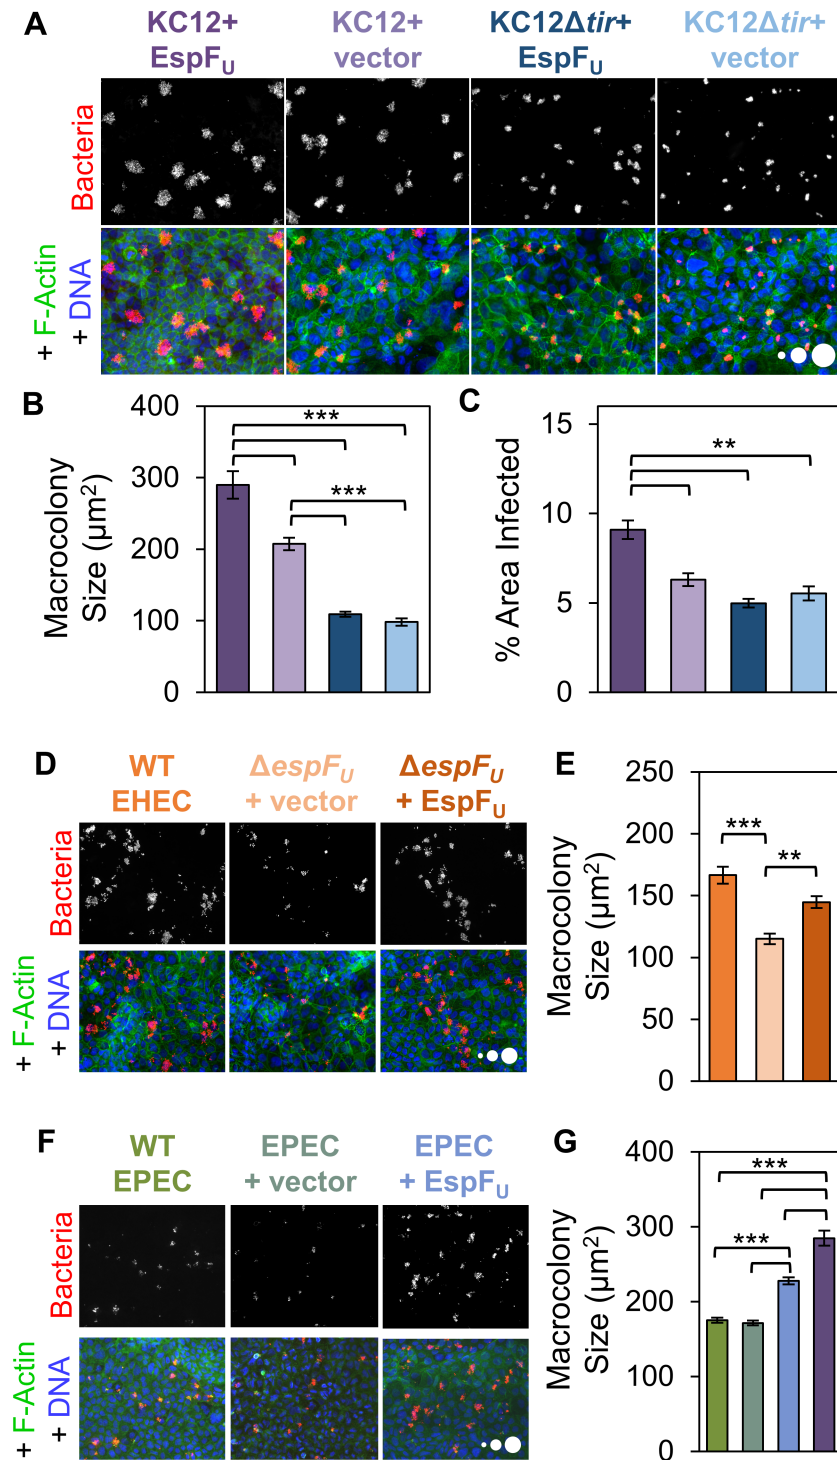 A
KC12+ EspFU
KC12+ vector
KC12Δtir+ EspFU
KC12Δtir+ vector
Bacteria
+ F-Actin
+ DNA
B
Macrocolony
Size (µm²)
400
300
200
100
0
***
***
C
% Area Infected
15
10
5
0
**
D
WT EHEC
ΔespFU + vector
ΔespFU + EspFU
Bacteria
+ F-Actin
+ DNA
E
Macrocolony
Size (µm²)
250
200
150
100
50
0
***
**
F
WT EPEC
EPEC + vector
EPEC + EspFU
Bacteria
+ F-Actin
+ DNA
G
Macrocolony
Size (µm²)
400
300
200
100
0
***
***